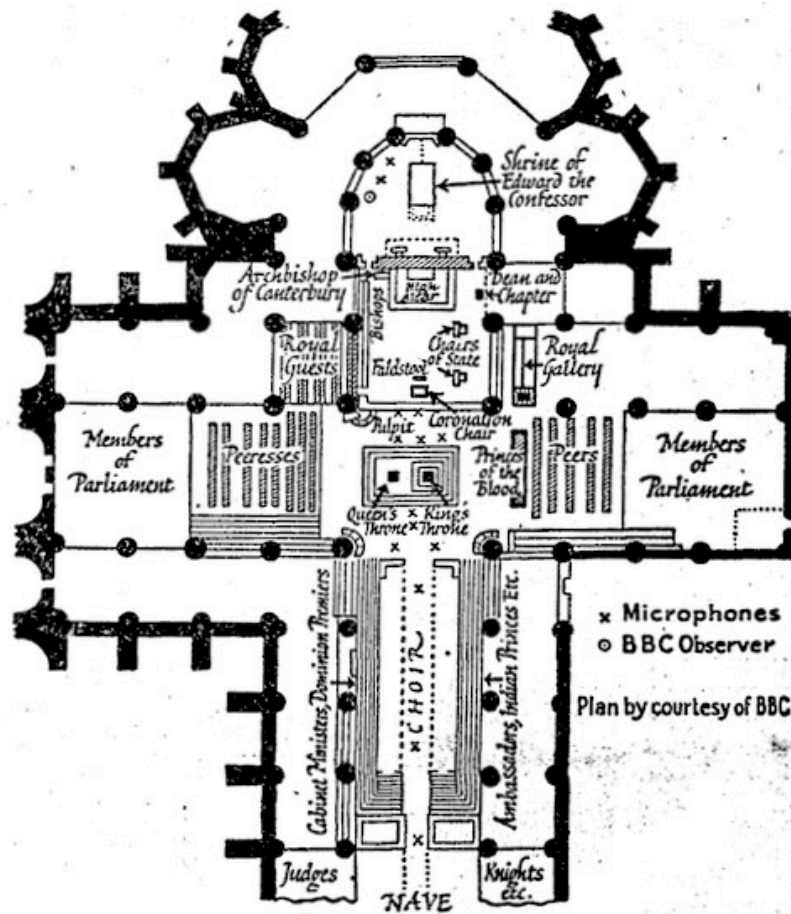 Shrine of
Edward the
Confessor
Archbishop
of Canterbury
High
Altar
Dean and
Chapter
Bishops
Royal
Guests
Chairs
of State
Royal
Gallery
Faldstool
Coronation
Chair
Pulpit
Members
of
Parliament
Peeresses
Princes
of the
Blood
Peers
Members
of
Parliament
Queen's
Throne
King's
Throne
Cabinet Ministers, Dominion Premiers
CHOIR
Ambassadors, Indian Princes Etc.
x Microphones
⊙ BBC Observer
Plan by courtesy of BBC
Judges
Knights
etc.
NAVE